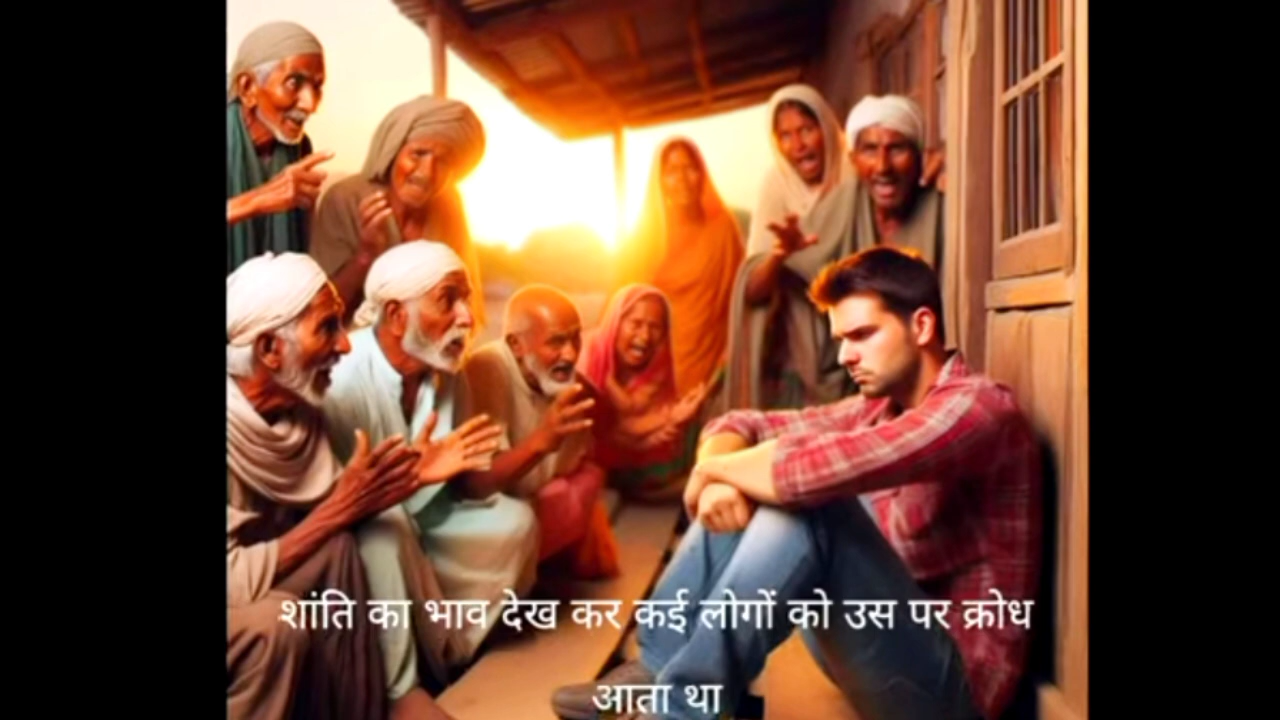 शांति का भाव देख कर कई लोगों को उस पर क्रोध
आता था